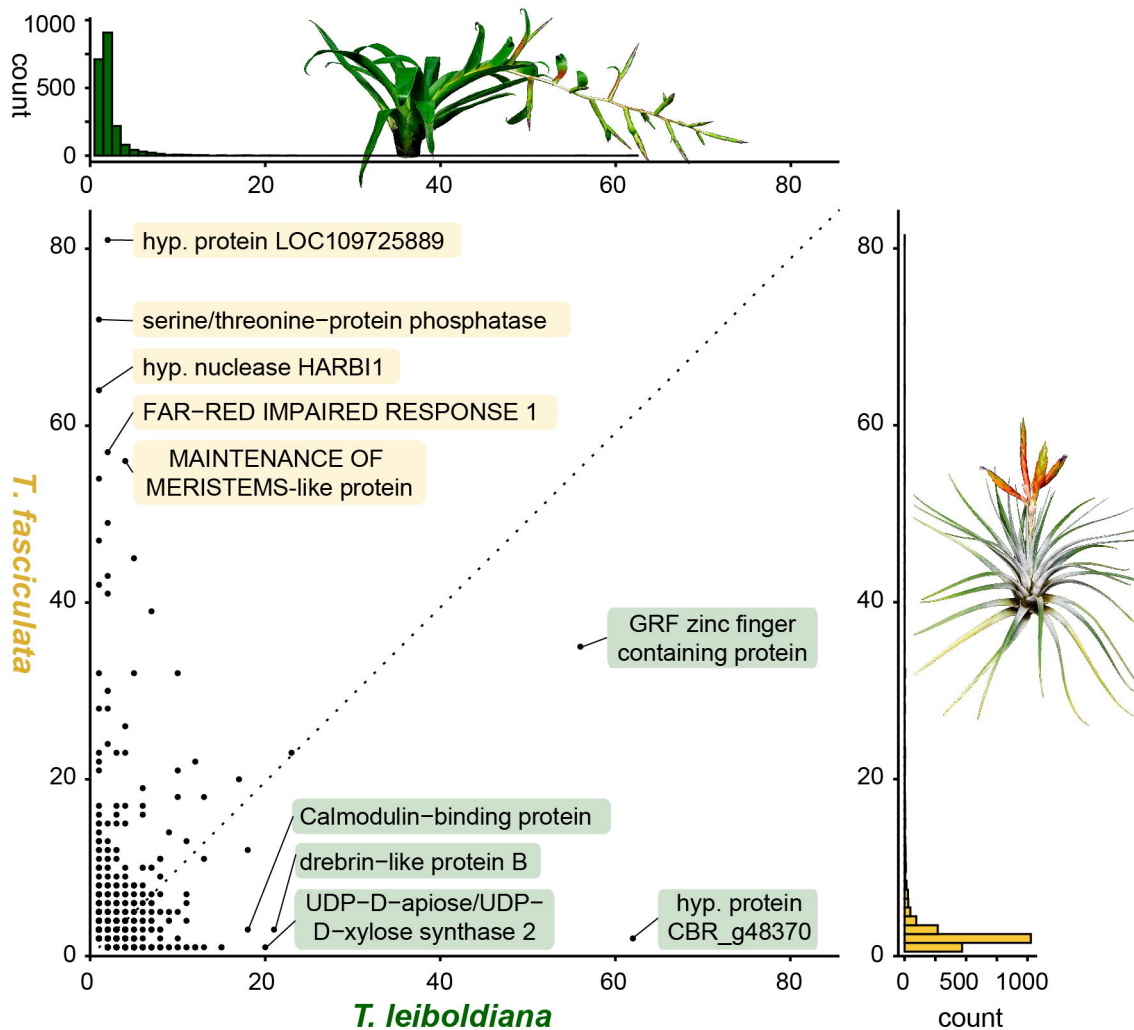 1000
500
0
count
0
20
40
60
80
80
60
40
20
0
hyp. protein LOC109725889
serine/threonine−protein phosphatase
hyp. nuclease HARBI1
FAR−RED IMPAIRED RESPONSE 1
MAINTENANCE OF
MERISTEMS-like protein
GRF zinc finger
containing protein
Calmodulin−binding protein
drebrin−like protein B
UDP−D−apiose/UDP−
D−xylose synthase 2
hyp. protein
CBR_g48370
T. fasciculata
0
20
40
60
80
T. leiboldiana
80
60
40
20
0
0
500
1000
count